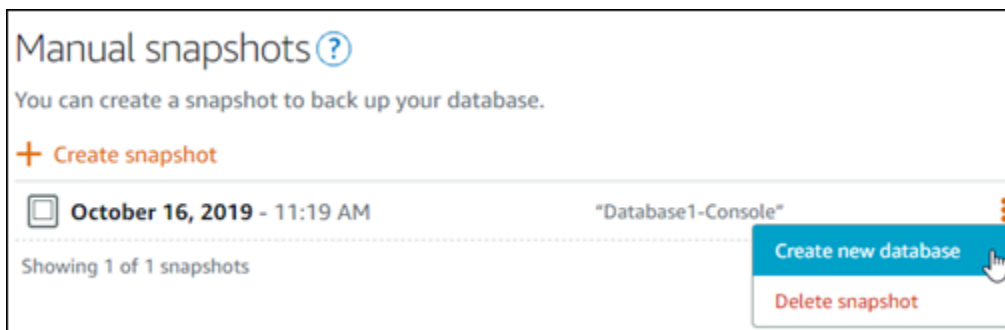 Manual snapshots ?
You can create a snapshot to back up your database.
+ Create snapshot
October 16, 2019 - 11:19 AM "Database1-Console"
Create new database
Showing 1 of 1 snapshots
Delete snapshot